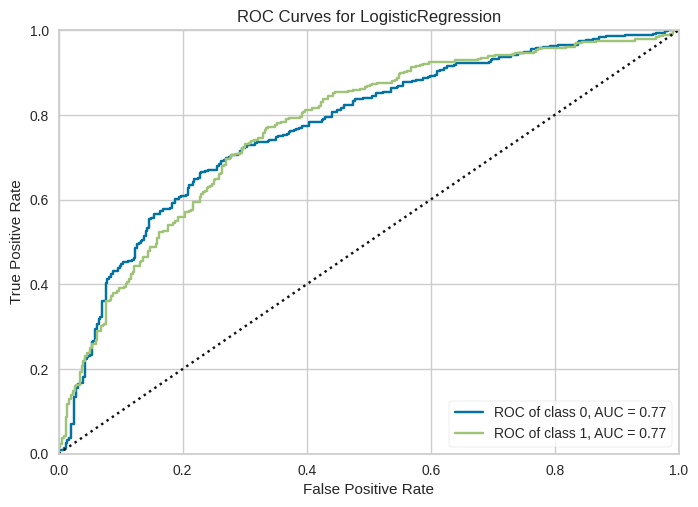 ROC Curves for LogisticRegression
True Positive Rate
1.0
0.8
0.6
0.4
0.2
0.0
0.0 0.2 0.4 0.6 0.8 1.0
False Positive Rate
ROC of class 0, AUC = 0.77
ROC of class 1, AUC = 0.77